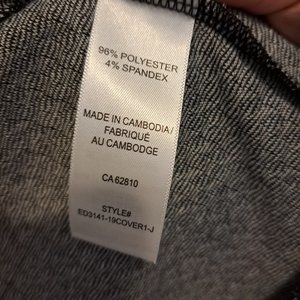 96% POLYESTER
4% SPANDEX
MADE IN CAMBODIA/
FABRIQUÉ
AU CAMBODGE
CA 62810
STYLE#
ED3141-19COVER1-J